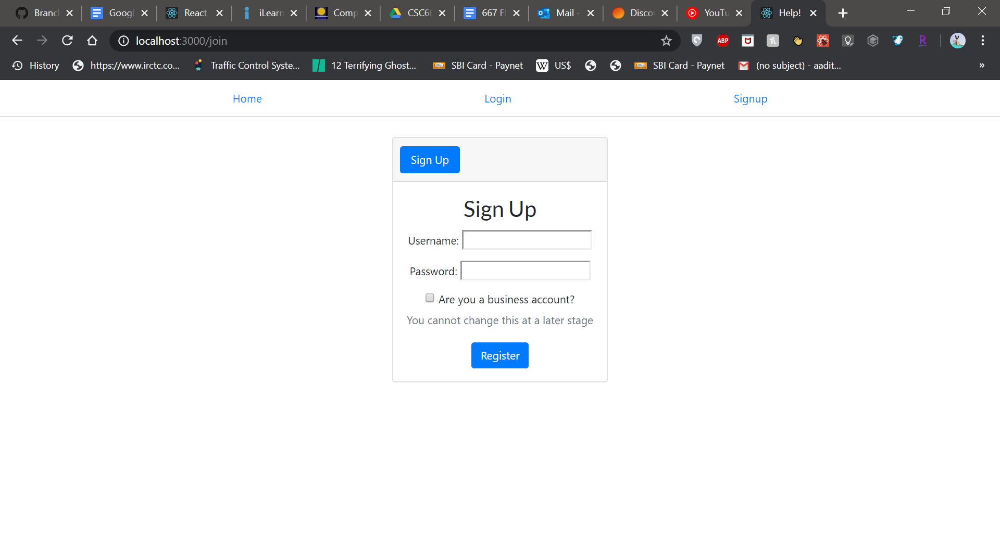 Branc Googl React iLearn Comp CSC66 667 Fl Mail - Disco YouTu Help!
localhost:3000/join ABP h R
History https://www.irctc.co... Traffic Control Syste... 12 Terrifying Ghost... SBI Card - Paynet W US$ SBI Card - Paynet (no subject) - aadit... »
Home Login Signup
Sign Up
Sign Up
Username:
Password:
Are you a business account?
You cannot change this at a later stage
Register